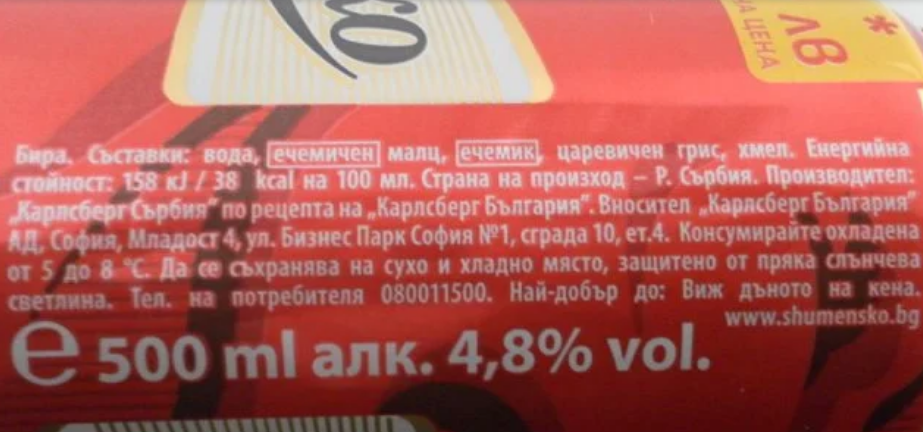 ко
*
лв
ЦЕНА
Бира. Съставки: вода, ечемичен малц, ечемик, царевичен грис, хмел. Енергийна
стойност: 158 кJ / 38 kcal на 100 мл. Страна на произход – Р. Сърбия. Производител:
„Карлсберг Сърбия“ по рецепта на „Карлсберг България“. Вносител „Карлсберг България“
АД, София, Младост 4, ул. Бизнес Парк София №1, сграда 10, ет.4. Консумирайте охладена
от 5 до 8 °C. Да се съхранява на сухо и хладно място, защитено от пряка слънчева
светлина. Тел. на потребителя 080011500. Най-добър до: Виж дъното на кена.
www.shumensko.bg
e 500 ml алк. 4,8% vol.